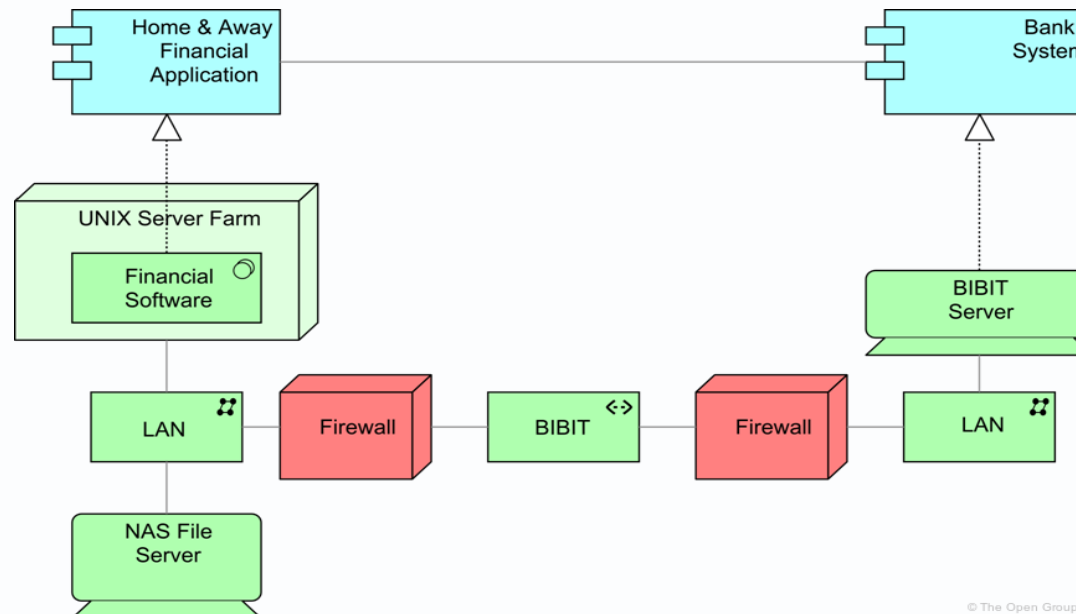 Home & Away
Financial
Application
Bank
UNIX Server Farm
Financial
Software
BIBIT
Server
LAN
Firewall
BIBIT
Firewall
LAN
NAS File
Server
© The Open Group